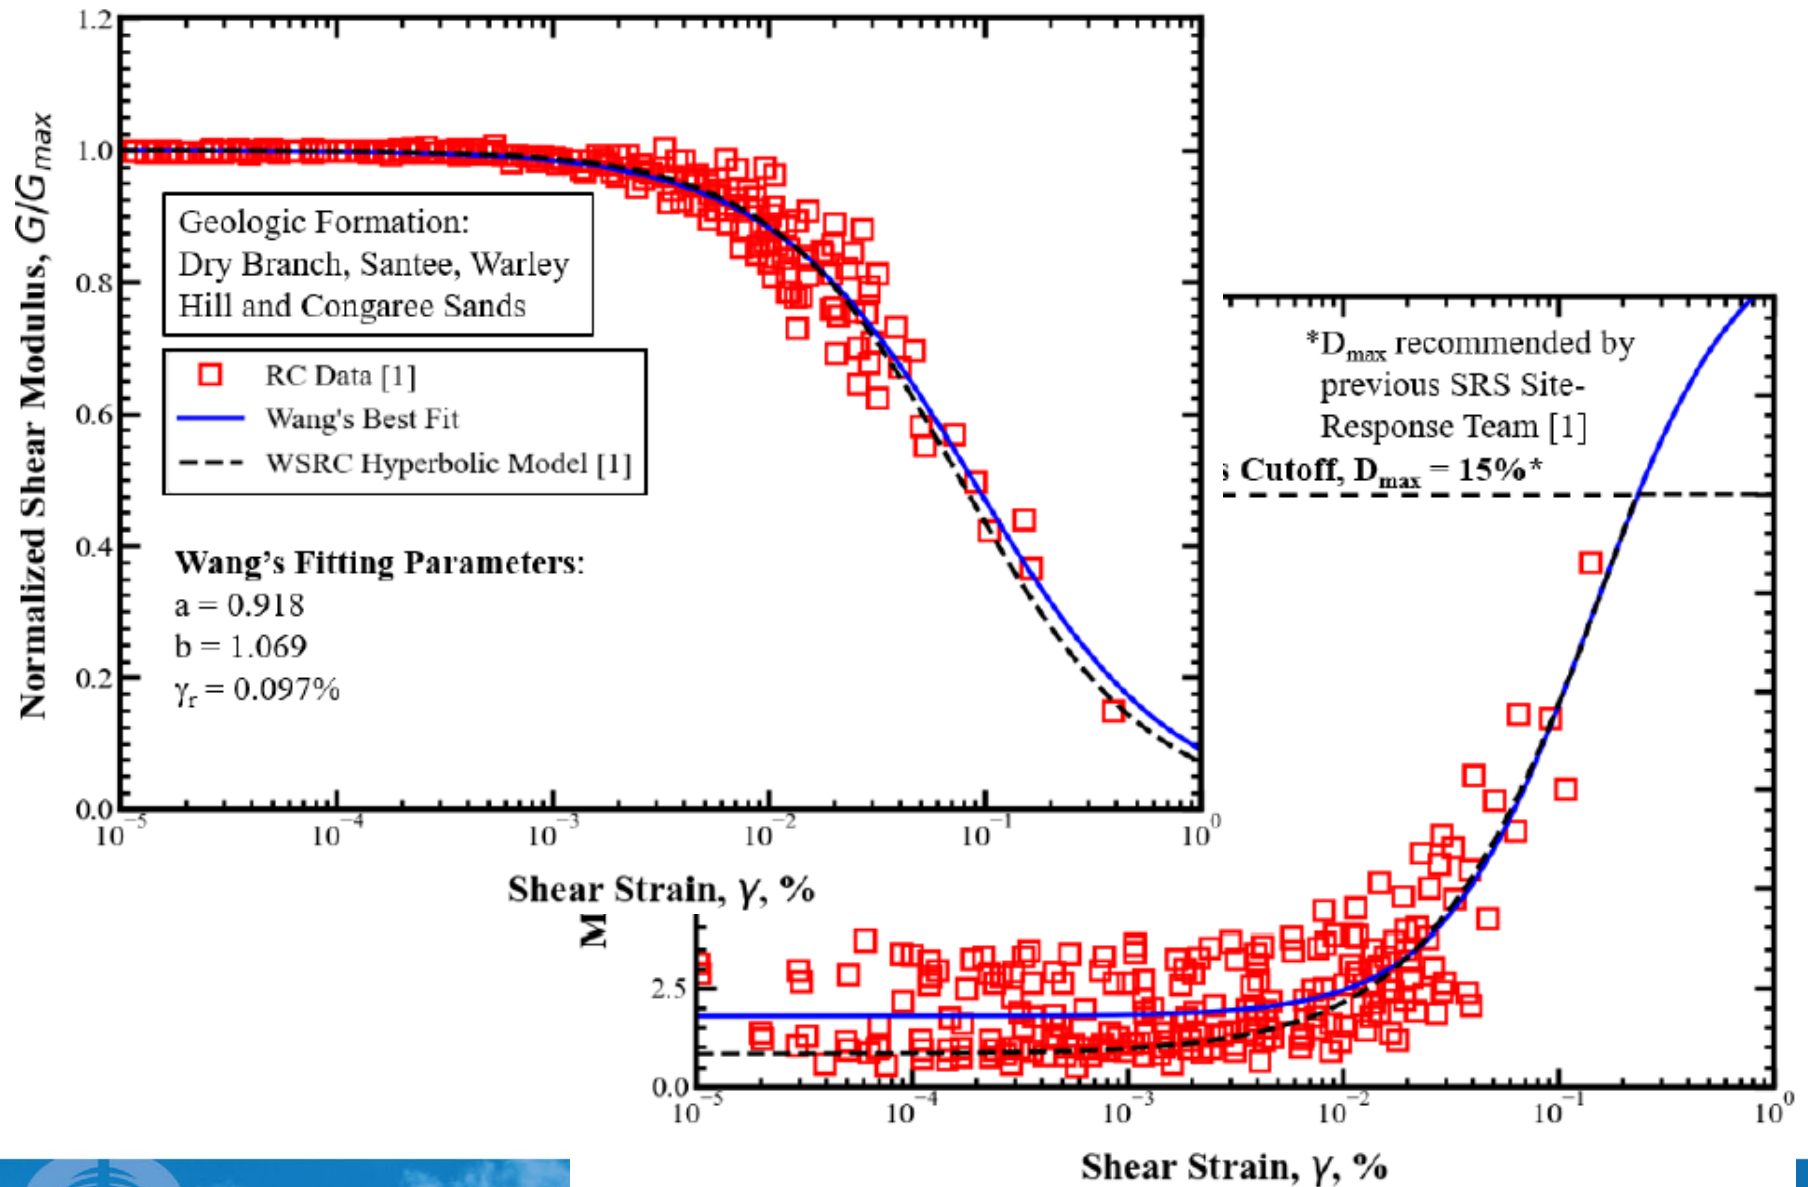 1.2
1.0
0.8
0.6
0.4
0.2
0.0
Normalized Shear Modulus, G/Gmax
Geologic Formation:
Dry Branch, Santee, Warley
Hill and Congaree Sands
RC Data [1]
Wang's Best Fit
WSRC Hyperbolic Model [1]
Wang's Fitting Parameters:
a = 0.918
b = 1.069
γr = 0.097%
10⁻⁵ 10⁻⁴ 10⁻³ 10⁻² 10⁻¹ 10⁰
Shear Strain, γ, %
*Dmax recommended by
previous SRS Site-
Response Team [1]
s Cutoff, Dmax = 15%*
M
2.5
0.0
10⁻⁵ 10⁻⁴ 10⁻³ 10⁻² 10⁻¹ 10⁰
Shear Strain, γ, %